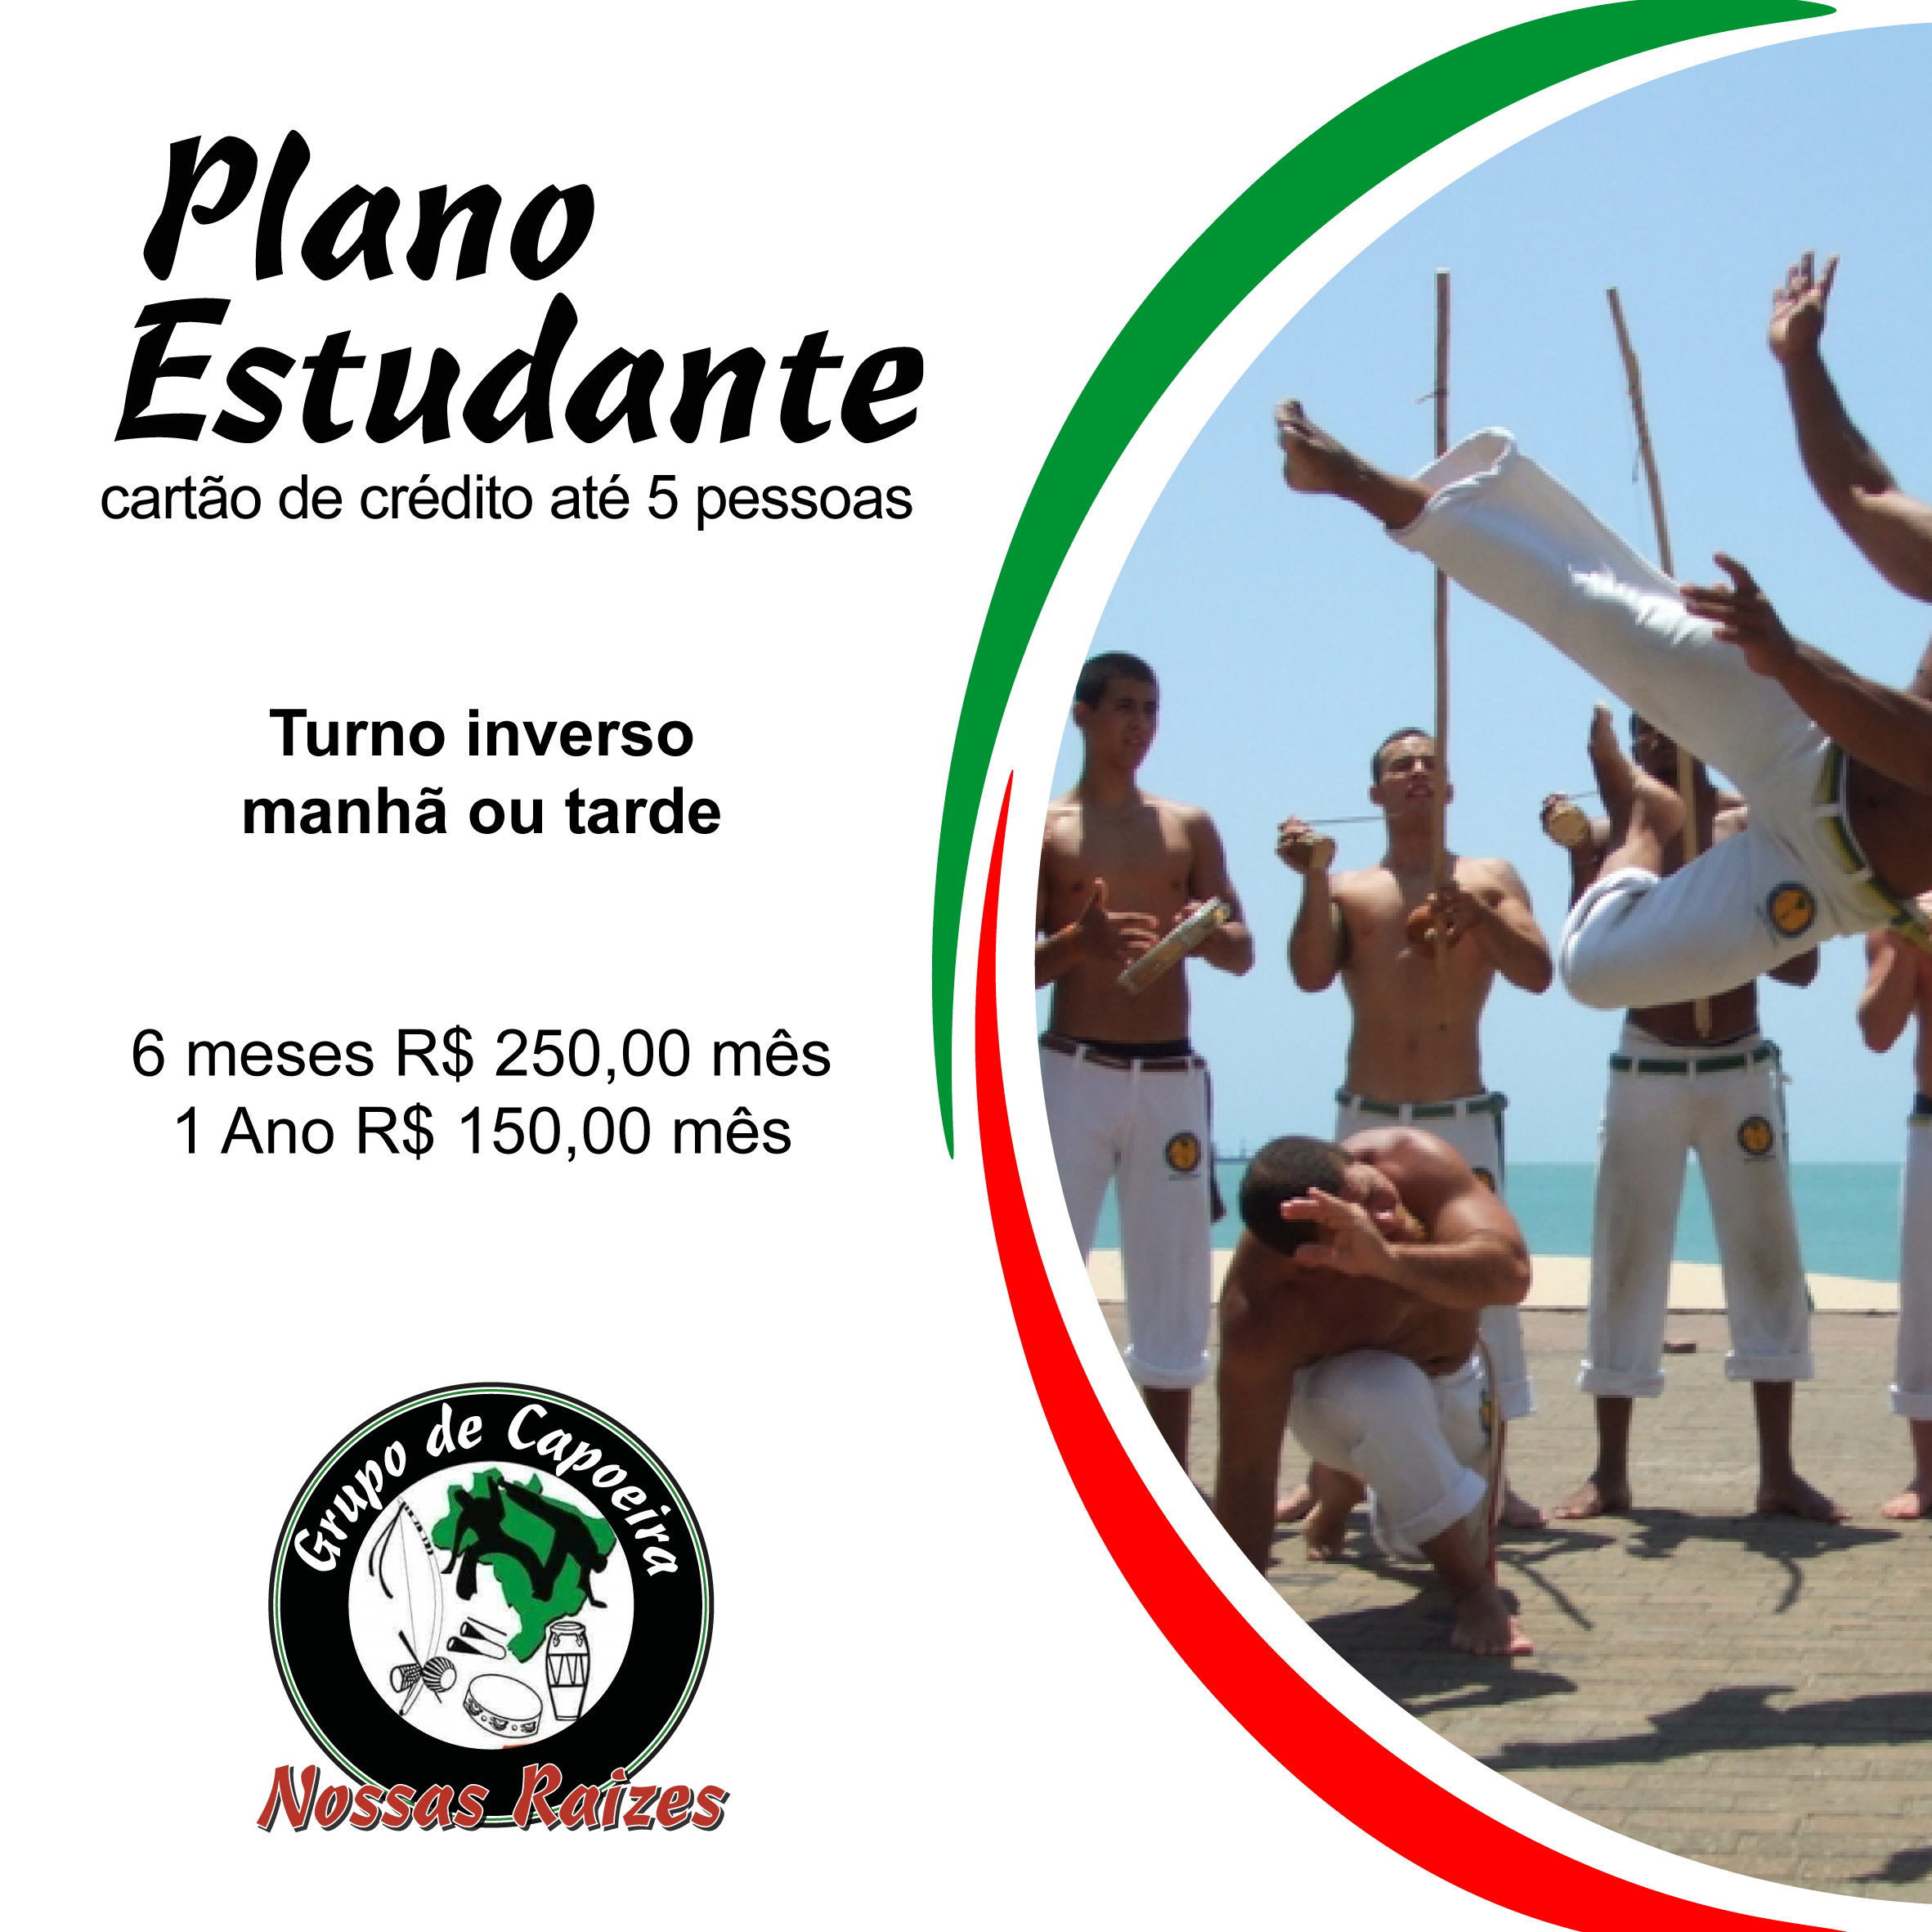 Plano
Estudante
cartão de crédito até 5 pessoas
Turno inverso
manhã ou tarde
6 meses R$ 250,00 mês
1 Ano R$ 150,00 mês
Grupo de Capoeira
Nossas Raízes